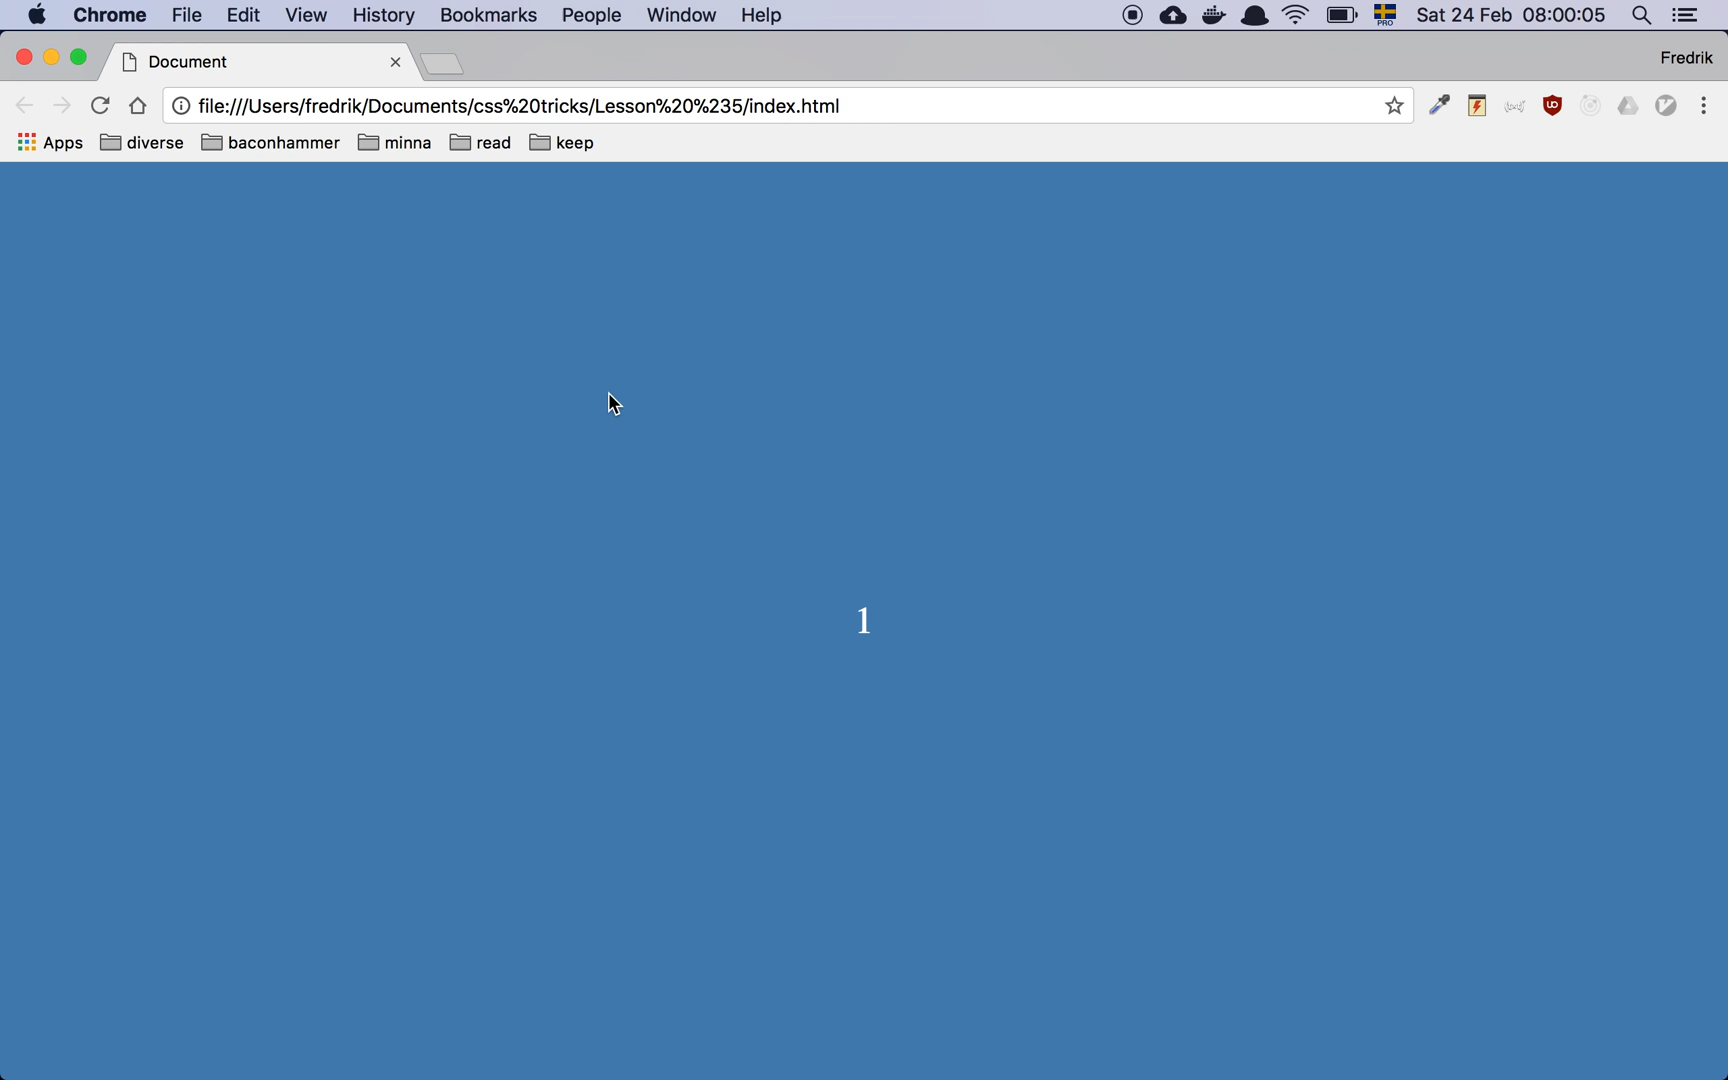 Chrome File Edit View History Bookmarks People Window Help PRO Sat 24 Feb 08:00:05
Document Fredrik
file:///Users/fredrik/Documents/css%20tricks/Lesson%20%235/index.html
Apps diverse baconhammer minna read keep
1